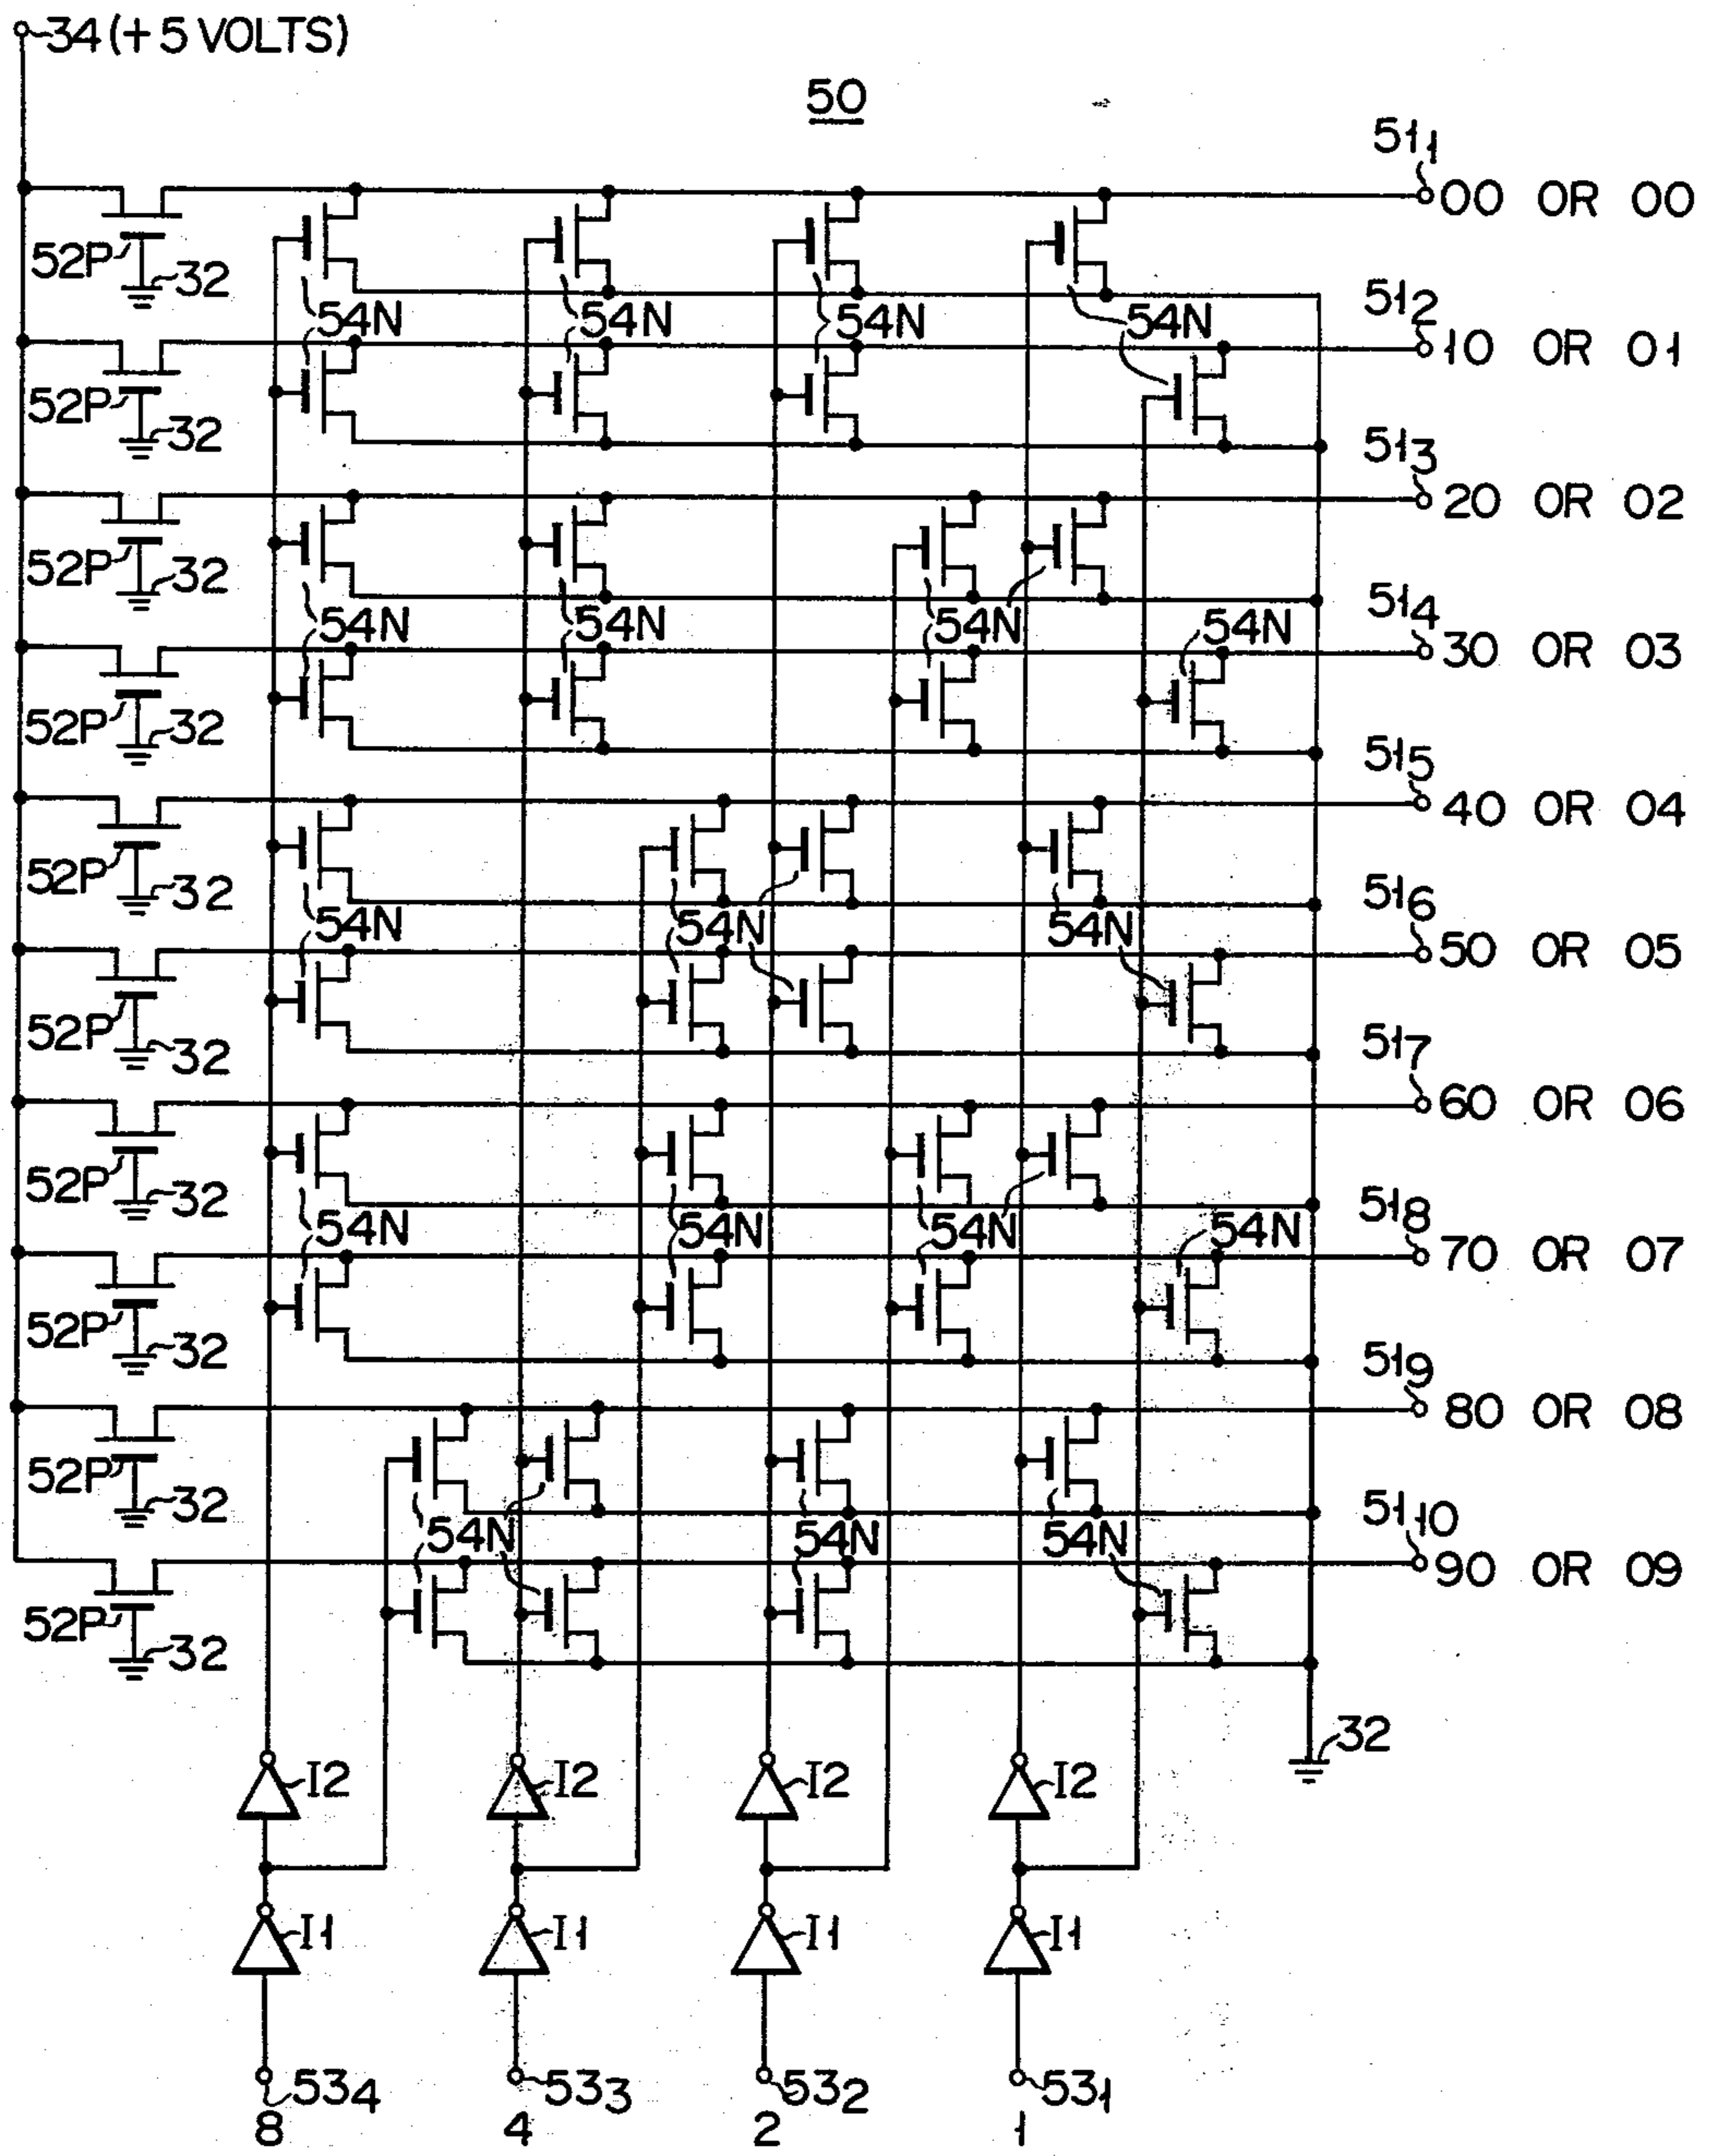 34 (+5 VOLTS)
50
51₁
00 OR 00
52P 32
54N 54N 54N 54N
51₂
10 OR 01
52P 32
51₃
20 OR 02
52P 32
54N 54N 54N 54N
51₄
30 OR 03
52P 32
51₅
40 OR 04
52P 32
54N 54N 54N
51₆
50 OR 05
52P 32
51₇
60 OR 06
52P 32
54N 54N 54N 54N
51₈
70 OR 07
52P 32
51₉
80 OR 08
52P 32
54N 54N 54N
51₁₀
90 OR 09
52P 32
32
I2 I2 I2 I2
I1 I1 I1 I1
53₄ 53₃ 53₂ 53₁
8 4 2 1